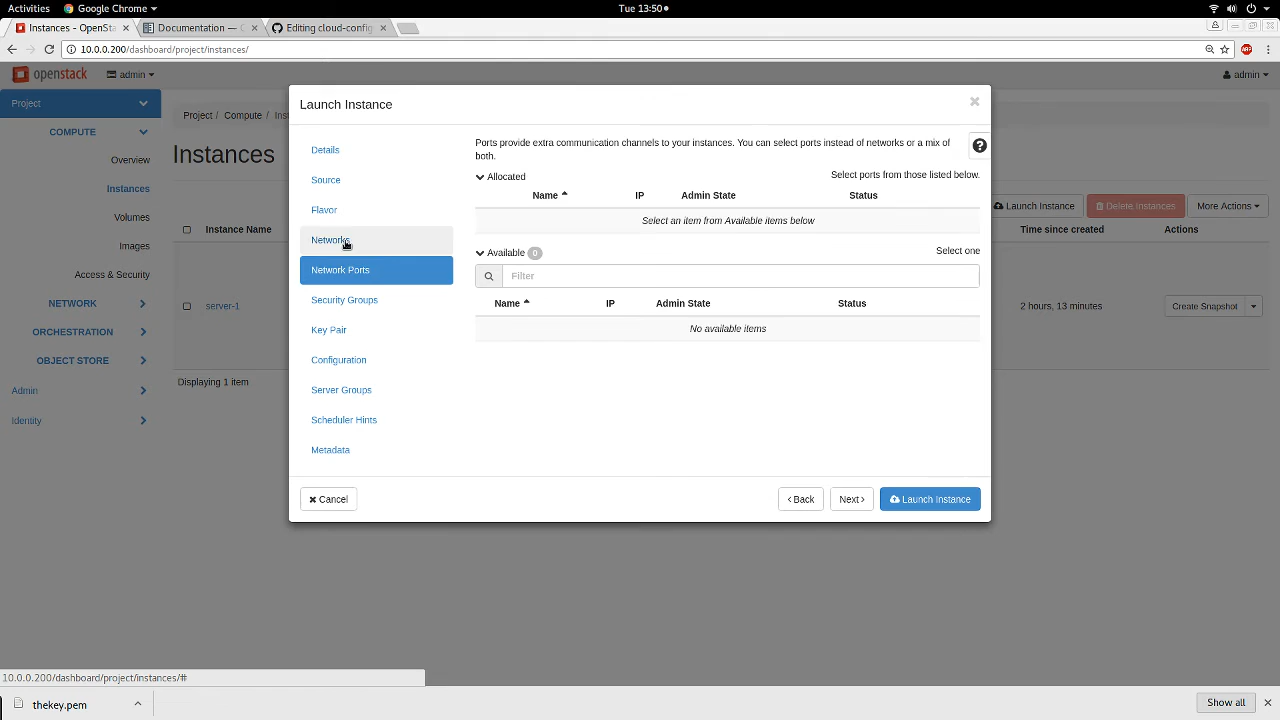 Activities
Google Chrome
Tue 13:50
Instances - OpenSta
Documentation — C
Editing cloud-config
10.0.0.200/dashboard/project/instances/
ABP
openstack
admin
admin
Project
COMPUTE
Overview
Instances
Volumes
Images
Access & Security
NETWORK
ORCHESTRATION
OBJECT STORE
Admin
Identity
Project / Compute / Inst
Instances
Launch Instance
Delete Instances
More Actions
Instance Name
Time since created
Actions
server-1
2 hours, 13 minutes
Create Snapshot
Displaying 1 item
Launch Instance
Details
Source
Flavor
Networks
Network Ports
Security Groups
Key Pair
Configuration
Server Groups
Scheduler Hints
Metadata
Ports provide extra communication channels to your instances. You can select ports instead of networks or a mix of
both.
Allocated
Select ports from those listed below.
Name IP Admin State Status
Select an item from Available items below
Available 0
Select one
Filter
Name IP Admin State Status
No available items
Cancel
Back
Next
Launch Instance
10.0.0.200/dashboard/project/instances/#
thekey.pem
Show all